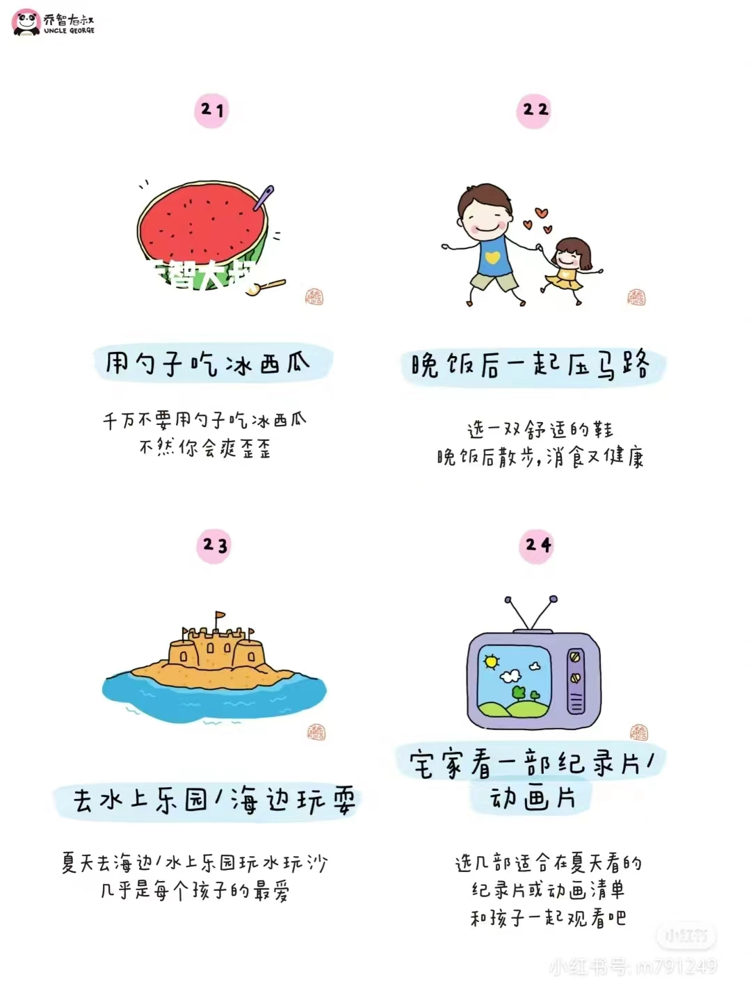 乔智大叔
UNCLE GEORGE
21
智大叔
用勺子吃冰西瓜
千万不要用勺子吃冰西瓜
不然你会爽歪歪
22
晚饭后一起压马路
选一双舒适的鞋
晚饭后散步,消食又健康
23
去水上乐园/海边玩耍
夏天去海边/水上乐园玩水玩沙
几乎是每个孩子的最爱
24
宅家看一部纪录片/
动画片
选几部适合在夏天看的
纪录片或动画清单
和孩子一起观看吧
小红书
小红书号: m791249